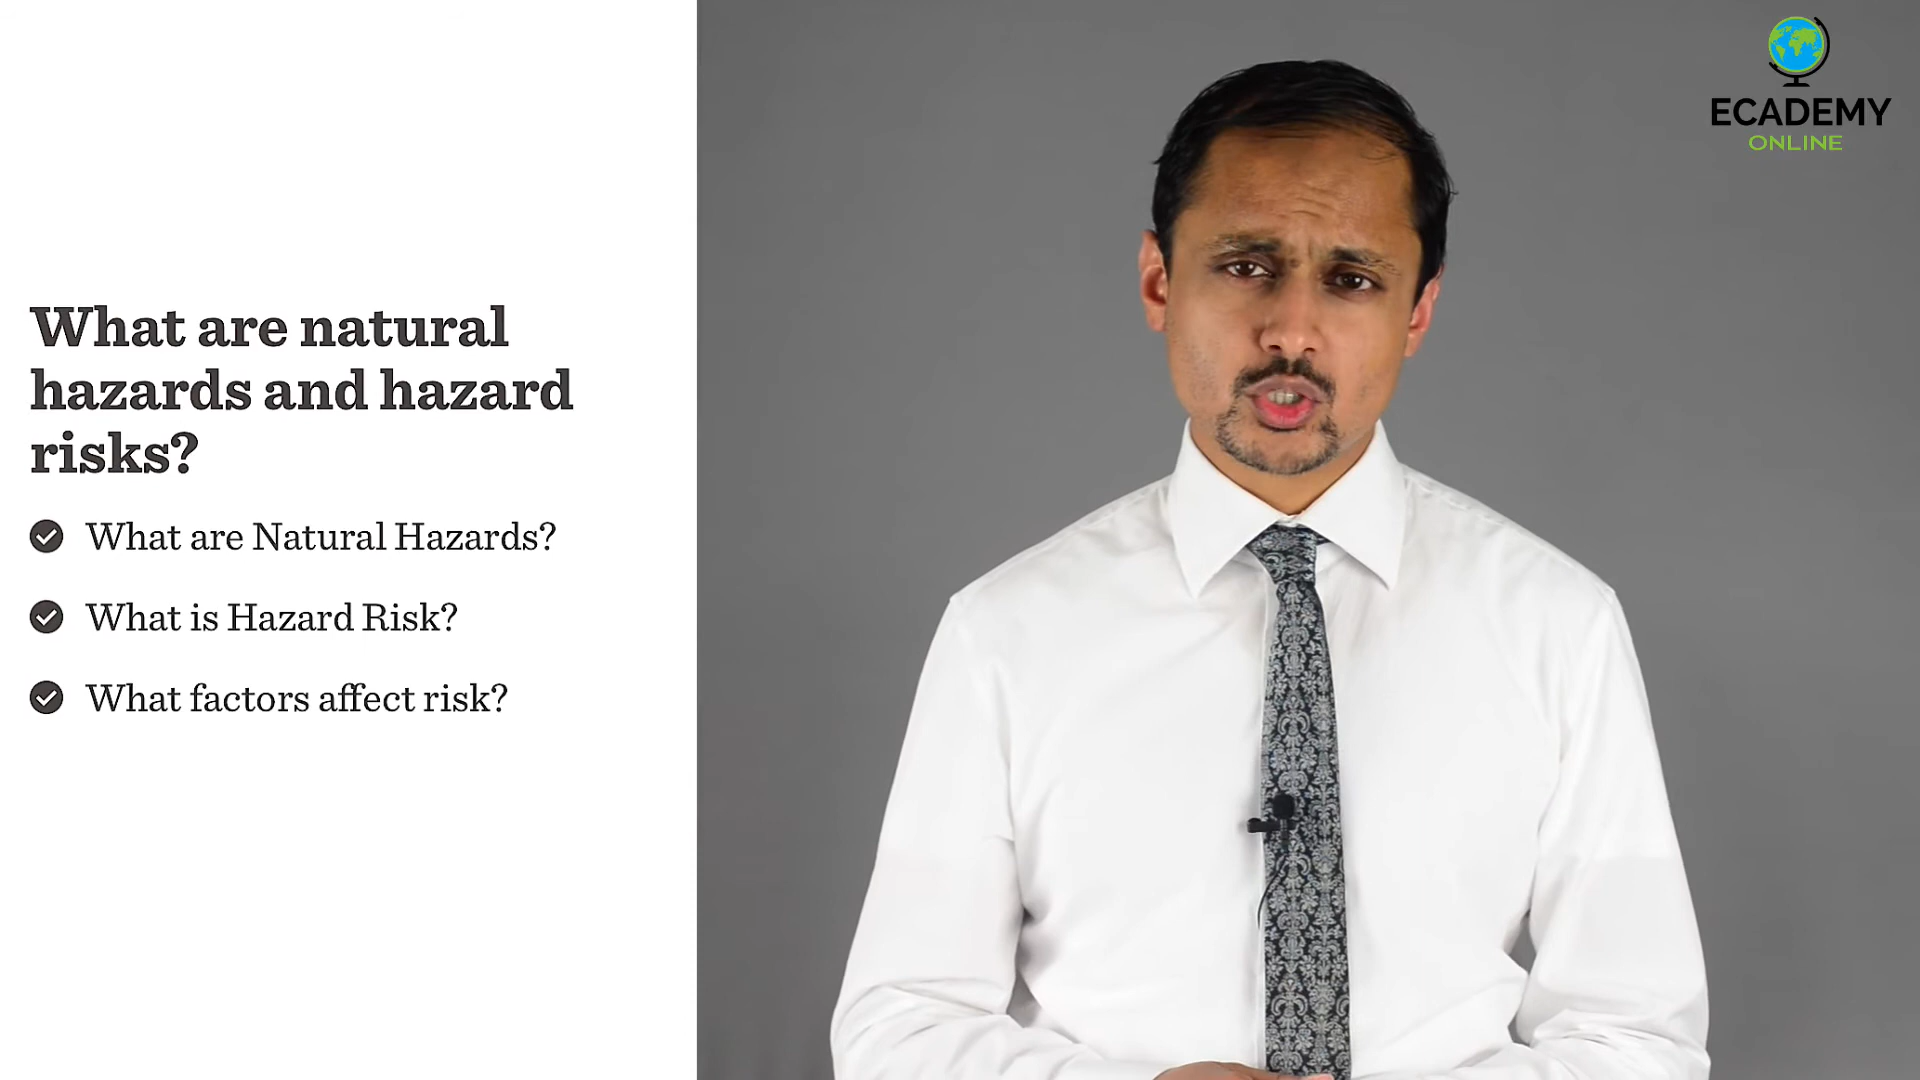 What are natural
hazards and hazard
risks?
What are Natural Hazards?
What is Hazard Risk?
What factors affect risk?
ECADEMY
ONLINE